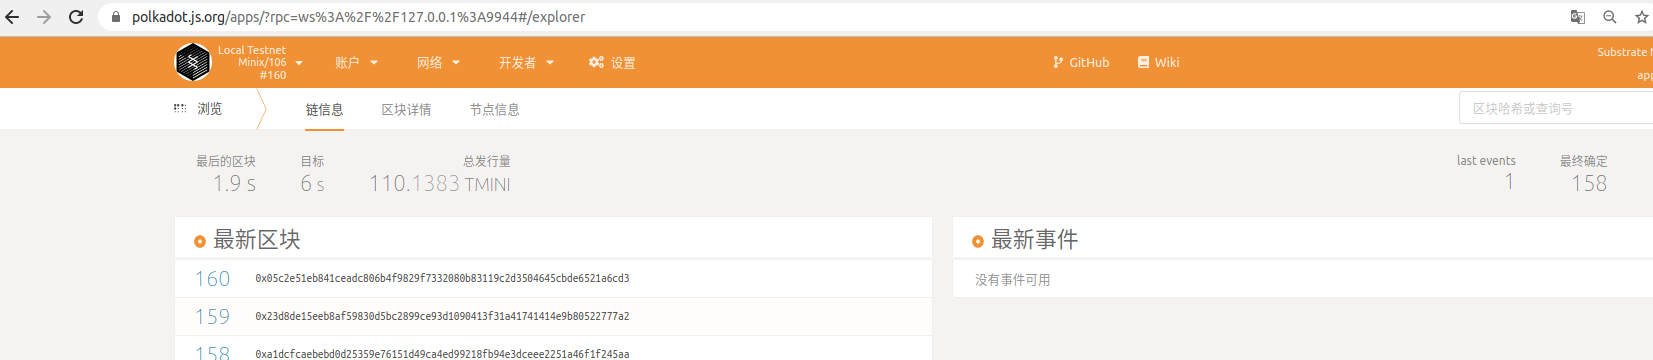 polkadot.js.org/apps/?rpc=ws%3A%2F%2F127.0.0.1%3A9944#/explorer
Local Testnet
Minix/106
#160
账户
网络
开发者
设置
GitHub
Wiki
Substrate
浏览
链信息
区块详情
节点信息
区块哈希或查询号
最后的区块
目标
总发行量
last events
最终确定
1.9 s
6 s
110.1383 TMINI
1
158
最新区块
最新事件
160 0x05c2e51eb841ceadc806b4f9829f7332080b83119c2d3504645cbde6521a6cd3
没有事件可用
159 0x23d8de15eeb8af59830d5bc2899ce93d1090413f31a41741414e9b80522777a2
158 0xa1dcfcaebebd0d25359e76151d49ca4ed99218fb94e3dceee2251a46f1f245aa